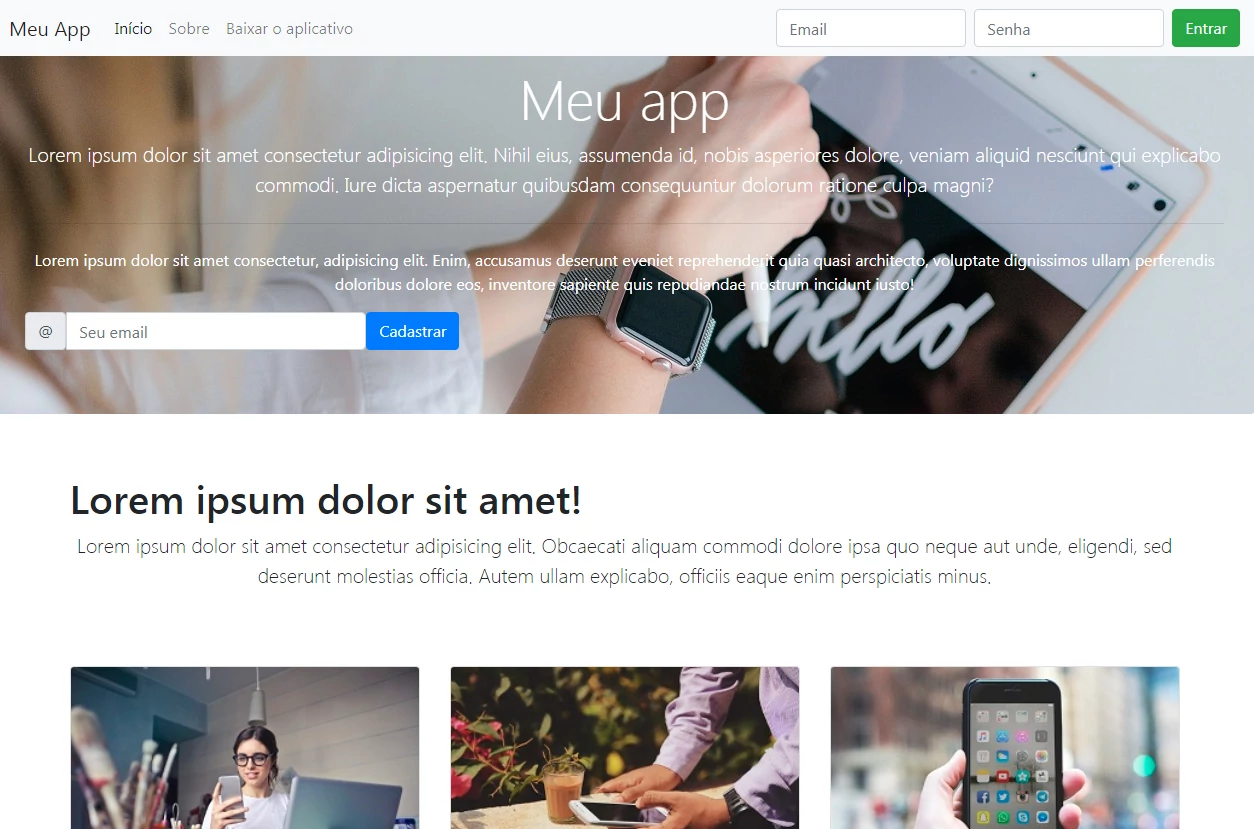 Meu App Início Sobre Baixar o aplicativo Email Senha Entrar
Meu app
Lorem ipsum dolor sit amet consectetur adipisicing elit. Nihil eius, assumenda id, nobis asperiores dolore, veniam aliquid nesciunt qui explicabo
commodi. Iure dicta aspernatur quibusdam consequuntur dolorum ratione culpa magni?
Lorem ipsum dolor sit amet consectetur, adipisicing elit. Enim, accusamus deserunt eveniet reprehenderit quia quasi architecto, voluptate dignissimos ullam perferendis
doloribus dolore eos, inventore sapiente quis repudiandae nostrum incidunt iusto!
hello
@ Seu email Cadastrar
Lorem ipsum dolor sit amet!
Lorem ipsum dolor sit amet consectetur adipisicing elit. Obcaecati aliquam commodi dolore ipsa quo neque aut unde, eligendi, sed
deserunt molestias officia. Autem ullam explicabo, officiis eaque enim perspiciatis minus.